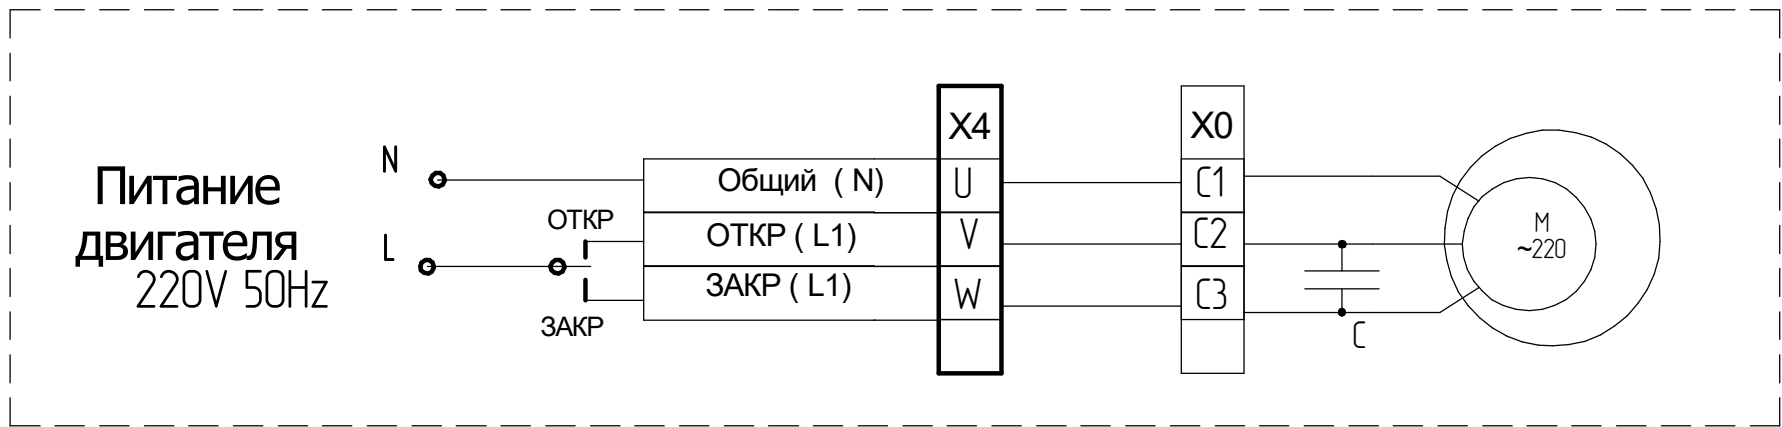 Питание
двигателя
220V 50Hz
N
L
ОТКР
ЗАКР
Общий ( N)
ОТКР ( L1)
ЗАКР ( L1)
X4
U
V
W
X0
C1
C2
C3
C
M
~220